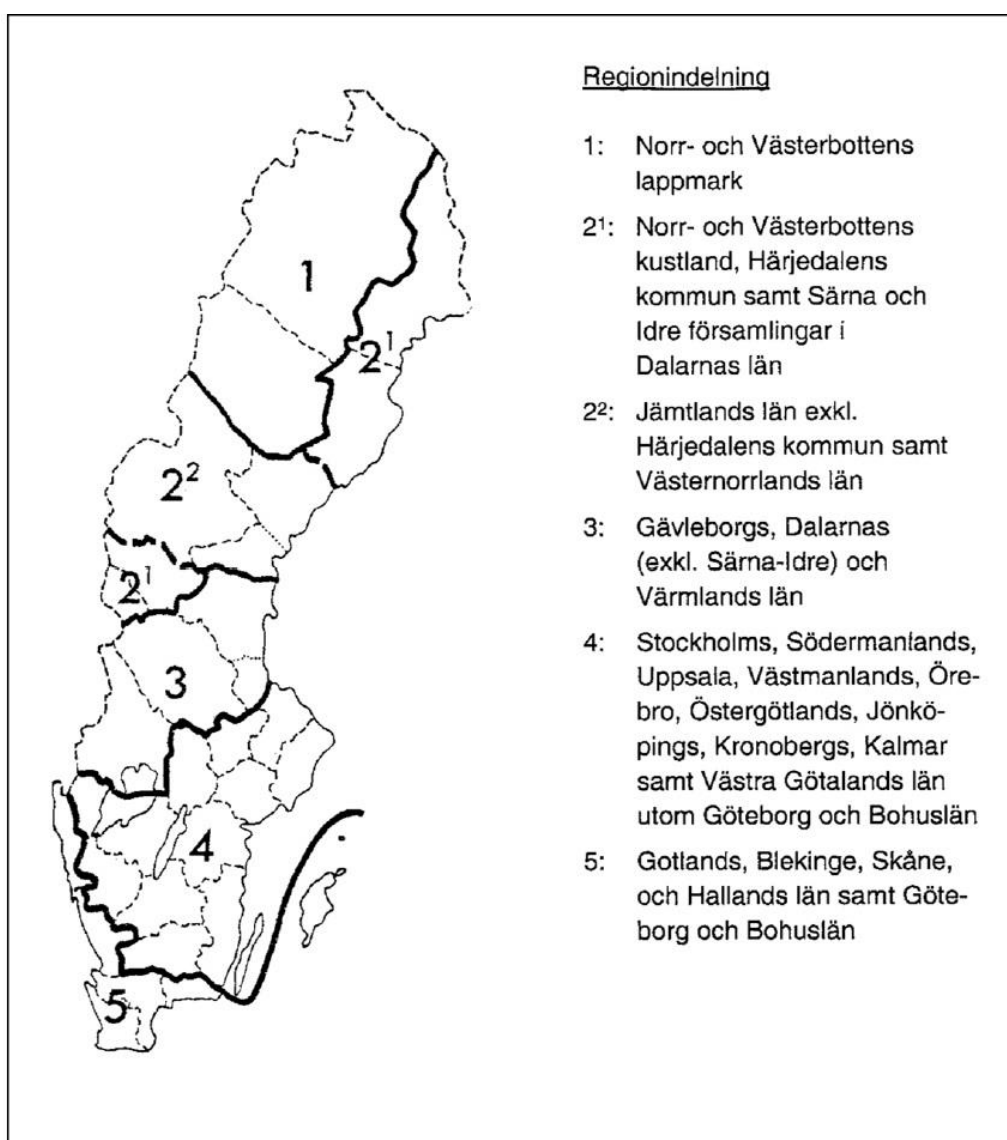 Regionindelning
1: Norr- och Västerbottens
lappmark
2¹: Norr- och Västerbottens
kustland, Härjedalens
kommun samt Särna och
Idre församlingar i
Dalarnas län
2²: Jämtlands län exkl.
Härjedalens kommun samt
Västernorrlands län
3: Gävleborgs, Dalarnas
(exkl. Särna-Idre) och
Värmlands län
4: Stockholms, Södermanlands,
Uppsala, Västmanlands, Öre-
bro, Östergötlands, Jönkö-
pings, Kronobergs, Kalmar
samt Västra Götalands län
utom Göteborg och Bohuslän
5: Gotlands, Blekinge, Skåne,
och Hallands län samt Göte-
borg och Bohuslän
1
2¹
2²
2¹
3
4
5